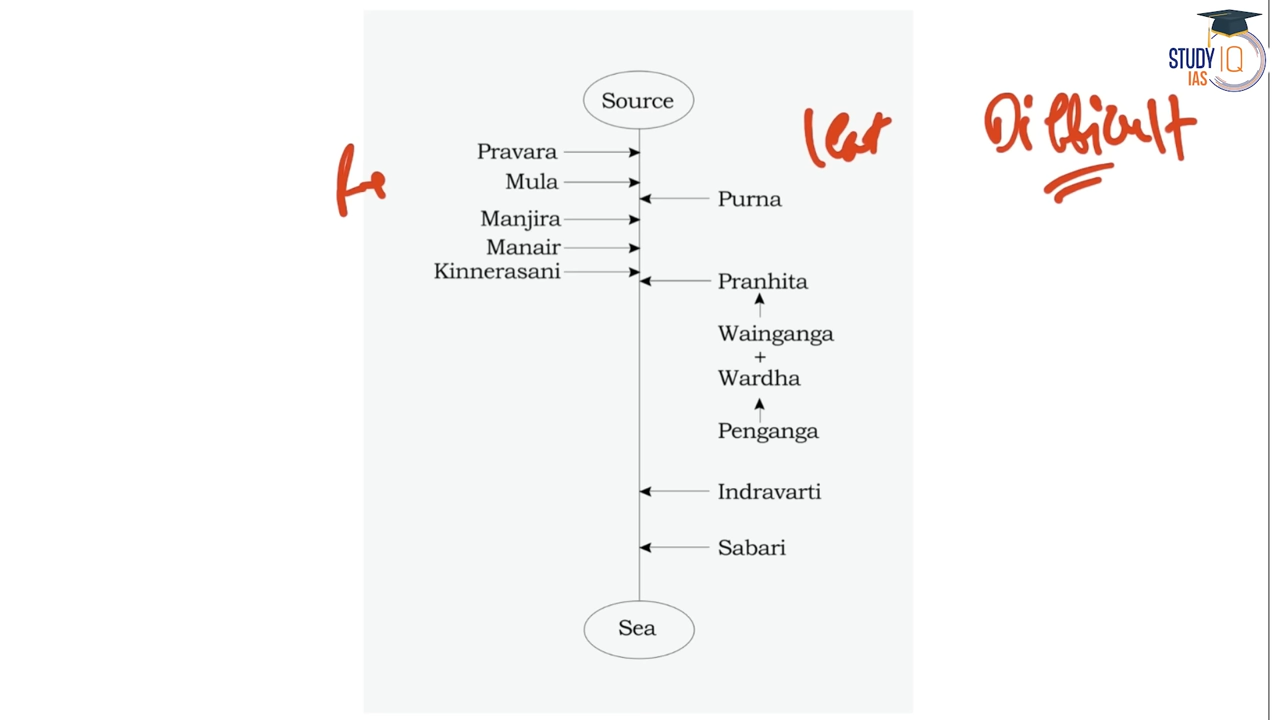 STUDY IQ
IAS
Source
Difficult
Pravara
Mula
Purna
Manjira
Manair
Kinnerasani
Pranhita
Wainganga
+
Wardha
Penganga
Indravarti
Sabari
Sea